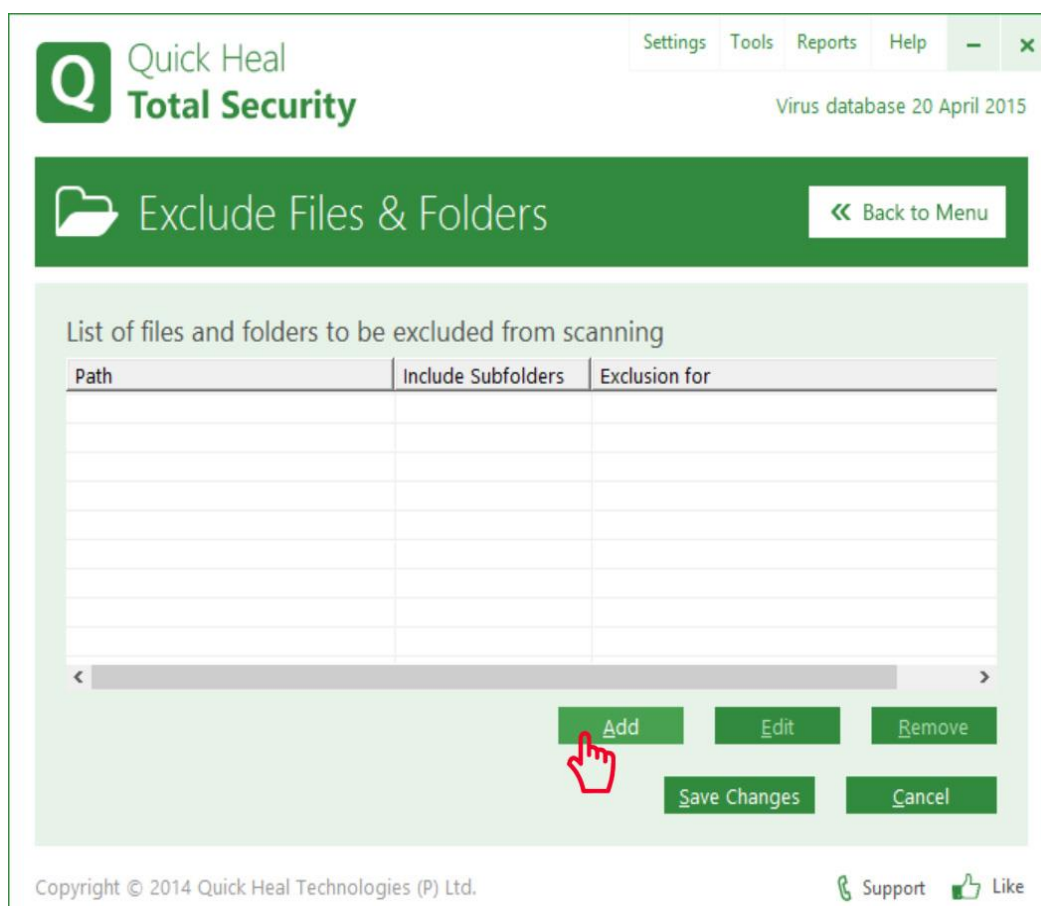 Q
Quick Heal
Total Security
Settings Tools Reports Help
Virus database 20 April 2015
Exclude Files & Folders
Back to Menu
List of files and folders to be excluded from scanning
Path Include Subfolders Exclusion for
Add Edit Remove
Save Changes Cancel
Copyright © 2014 Quick Heal Technologies (P) Ltd.
Support Like